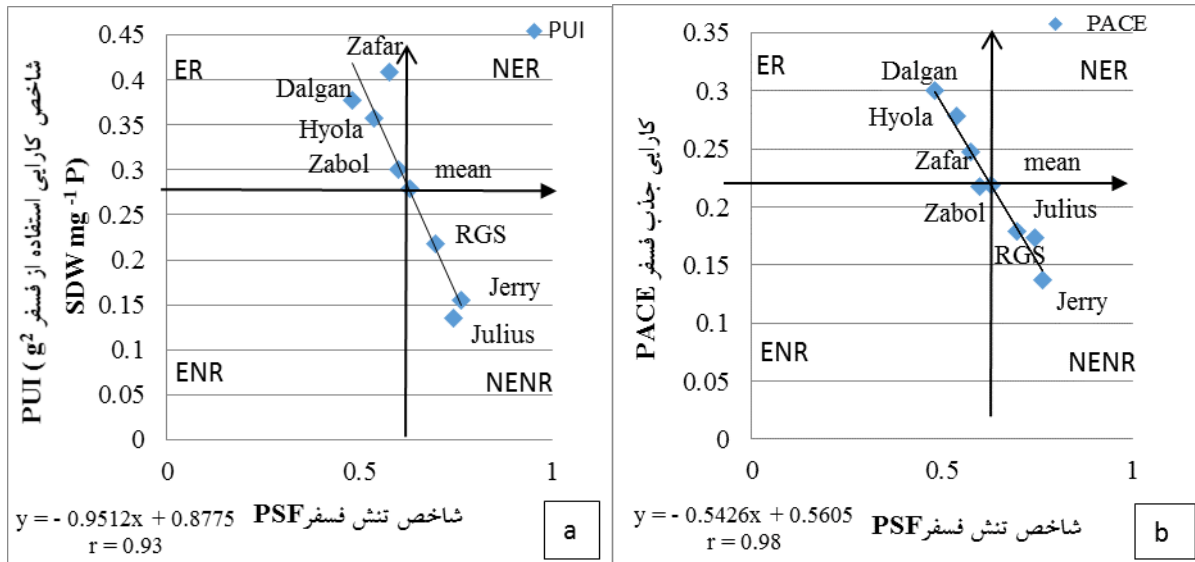 0.45
0.4
0.35
0.3
0.25
0.2
0.15
0.1
0.05
0
0
0.5
1
شاخص کارایی استفاده از فسفر PUI ( g²
SDW mg ⁻¹ P)
PUI
ER
NER
ENR
NENR
Zafar
Dalgan
Hyola
Zabol
mean
RGS
Jerry
Julius
شاخص تنش فسفر PSF
y = - 0.9512x + 0.8775
r = 0.93
a
0.35
0.3
0.25
0.2
0.15
0.1
0.05
0
0
0.5
1
کارایی جذب فسفر PACE
PACE
ER
NER
ENR
NENR
Dalgan
Hyola
Zafar
mean
Zabol
Julius
RGS
Jerry
شاخص تنش فسفر PSF
y = - 0.5426x + 0.5605
r = 0.98
b